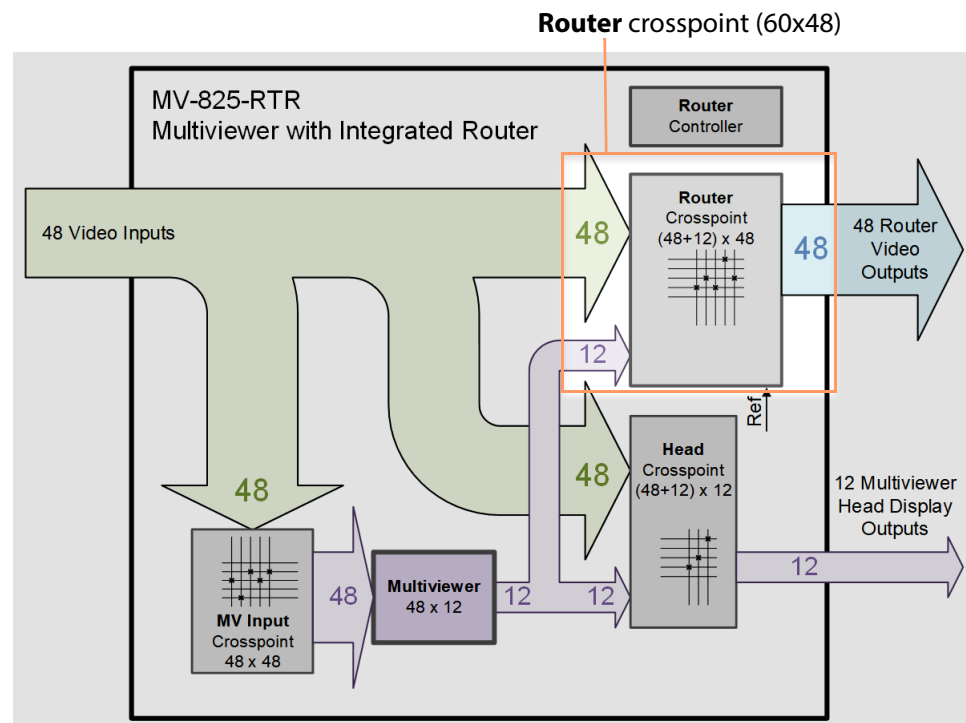 Router crosspoint (60x48)
MV-825-RTR
Multiviewer with Integrated Router
Router
Controller
48 Video Inputs
48
Router
Crosspoint
(48+12) x 48
48
48 Router
Video
Outputs
12
Ref
48
48
Head
Crosspoint
(48+12) x 12
12 Multiviewer
Head Display
Outputs
MV Input
Crosspoint
48 x 48
48
Multiviewer
48 x 12
12
12
12